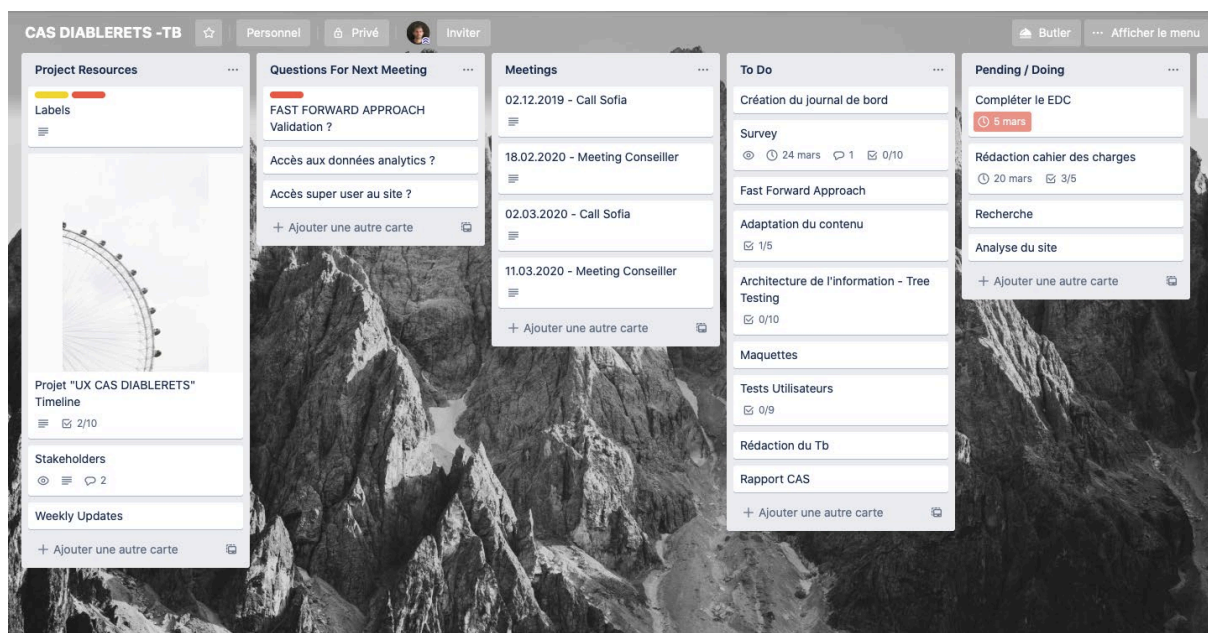 CAS DIABLERETS -TB
Personnel
Privé
Inviter
Butler
Afficher le menu
Project Resources
Labels
Projet "UX CAS DIABLERETS"
Timeline
2/10
Stakeholders
2
Weekly Updates
Ajouter une autre carte
Questions For Next Meeting
FAST FORWARD APPROACH
Validation ?
Accès aux données analytics ?
Accès super user au site ?
Ajouter une autre carte
Meetings
02.12.2019 - Call Sofia
18.02.2020 - Meeting Conseiller
02.03.2020 - Call Sofia
11.03.2020 - Meeting Conseiller
Ajouter une autre carte
To Do
Création du journal de bord
Survey
24 mars 1 0/10
Fast Forward Approach
Adaptation du contenu
1/5
Architecture de l'information - Tree
Testing
0/10
Maquettes
Tests Utilisateurs
0/9
Rédaction du Tb
Rapport CAS
Ajouter une autre carte
Pending / Doing
Compléter le EDC
5 mars
Rédaction cahier des charges
20 mars 3/5
Recherche
Analyse du site
Ajouter une autre carte